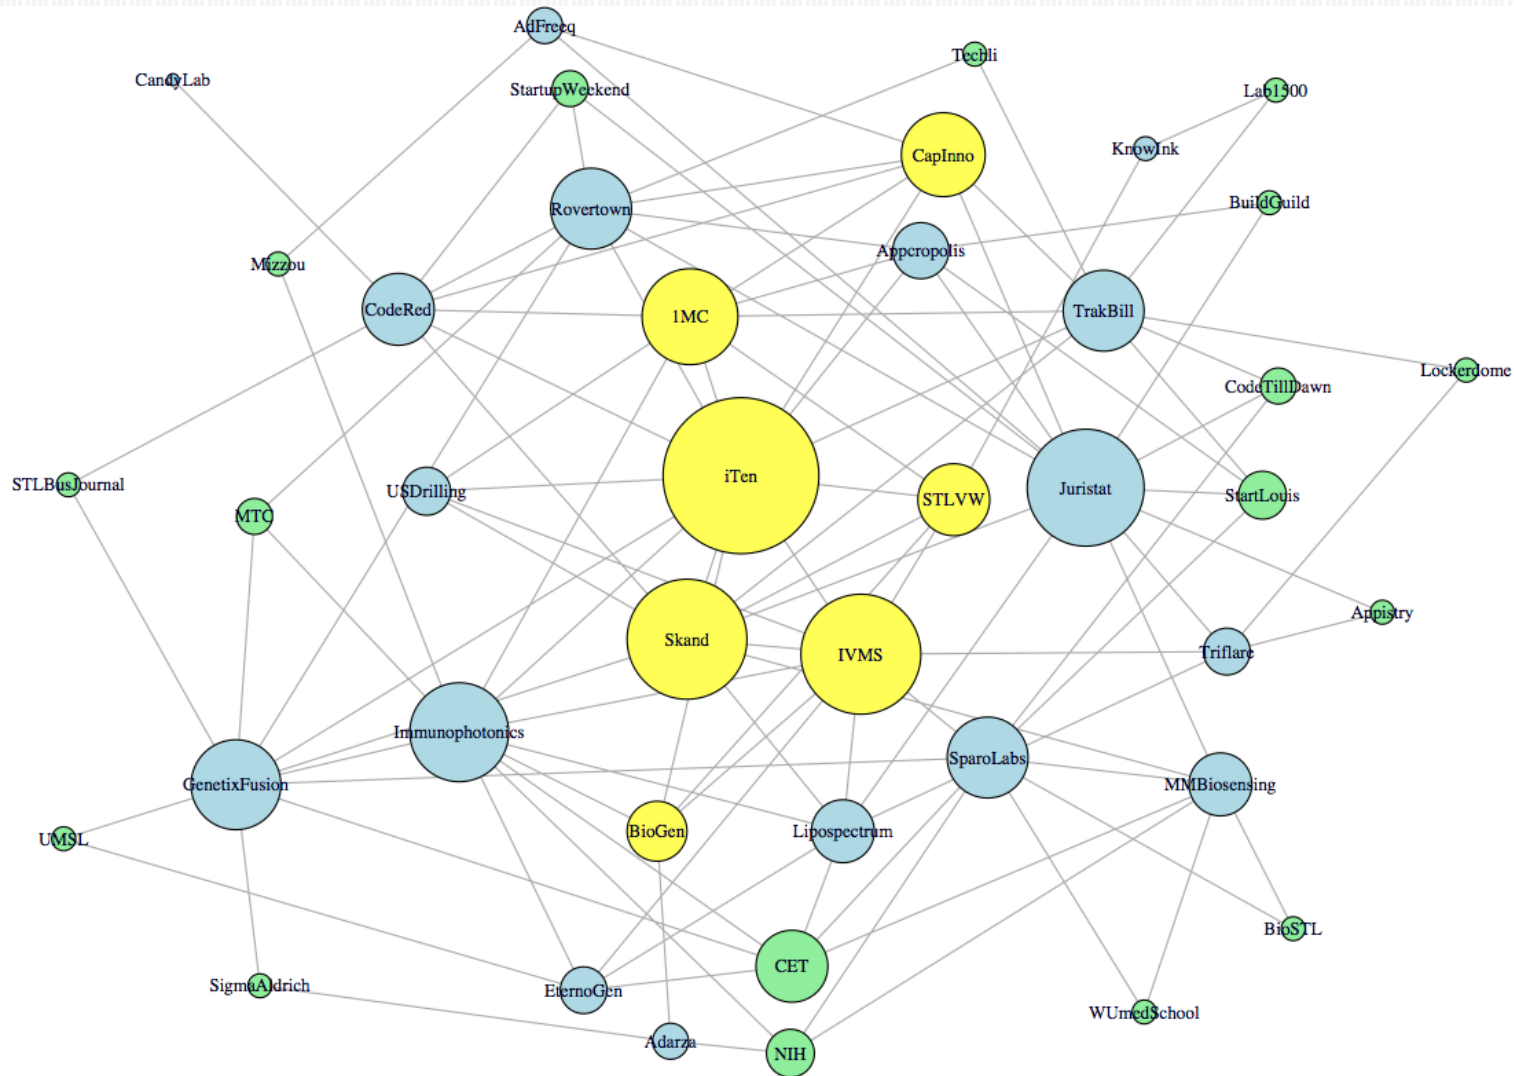 AdFreeq
Techli
CandyLab
StartupWeekend
Lab1500
KnowInk
CapInno
BuildGuild
Rovertown
Appcropolis
Mizzou
CodeRed
1MC
TrakBill
Lockerdome
CodeTillDawn
iTen
STLBusJournal
USDrilling
Juristat
StartLouis
STLVW
MTC
Appistry
Skand
IVMS
Triflare
Immunophotonics
SparoLabs
GenetixFusion
MMBiosensing
BioGen
Lipospectrum
UMSL
BioSTL
CET
SigmaAldrich
EternoGen
WUmedSchool
Adarza
NIH